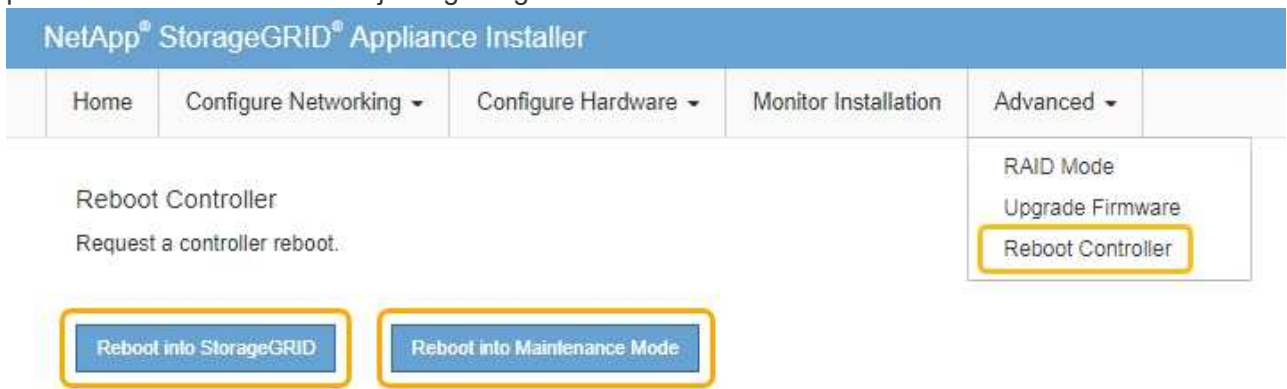 NetApp® StorageGRID® Appliance Installer
Home Configure Networking Configure Hardware Monitor Installation Advanced
RAID Mode
Upgrade Firmware
Reboot Controller
Reboot Controller
Request a controller reboot.
Reboot into StorageGRID Reboot into Maintenance Mode